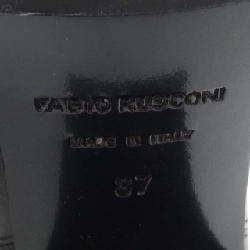 FABIO RUSCONI
MADE IN ITALY
37